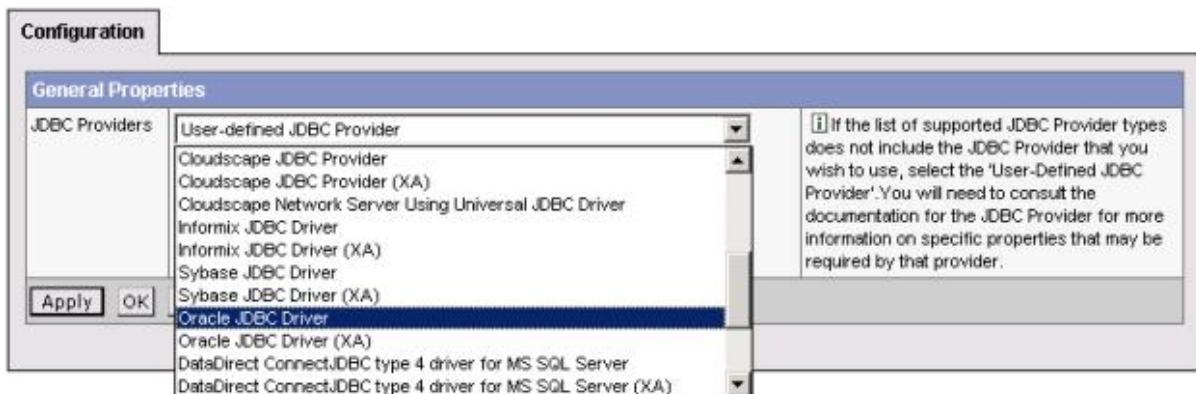 Configuration
General Properties
JDBC Providers
User-defined JDBC Provider
Cloudscape JDBC Provider
Cloudscape JDBC Provider (XA)
Cloudscape Network Server Using Universal JDBC Driver
Informix JDBC Driver
Informix JDBC Driver (XA)
Sybase JDBC Driver
Sybase JDBC Driver (XA)
Oracle JDBC Driver
Oracle JDBC Driver (XA)
DataDirect ConnectJDBC type 4 driver for MS SQL Server
DataDirect ConnectJDBC type 4 driver for MS SQL Server (XA)
i If the list of supported JDBC Provider types
does not include the JDBC Provider that you
wish to use, select the 'User-Defined JDBC
Provider'.You will need to consult the
documentation for the JDBC Provider for more
information on specific properties that may be
required by that provider.
Apply OK